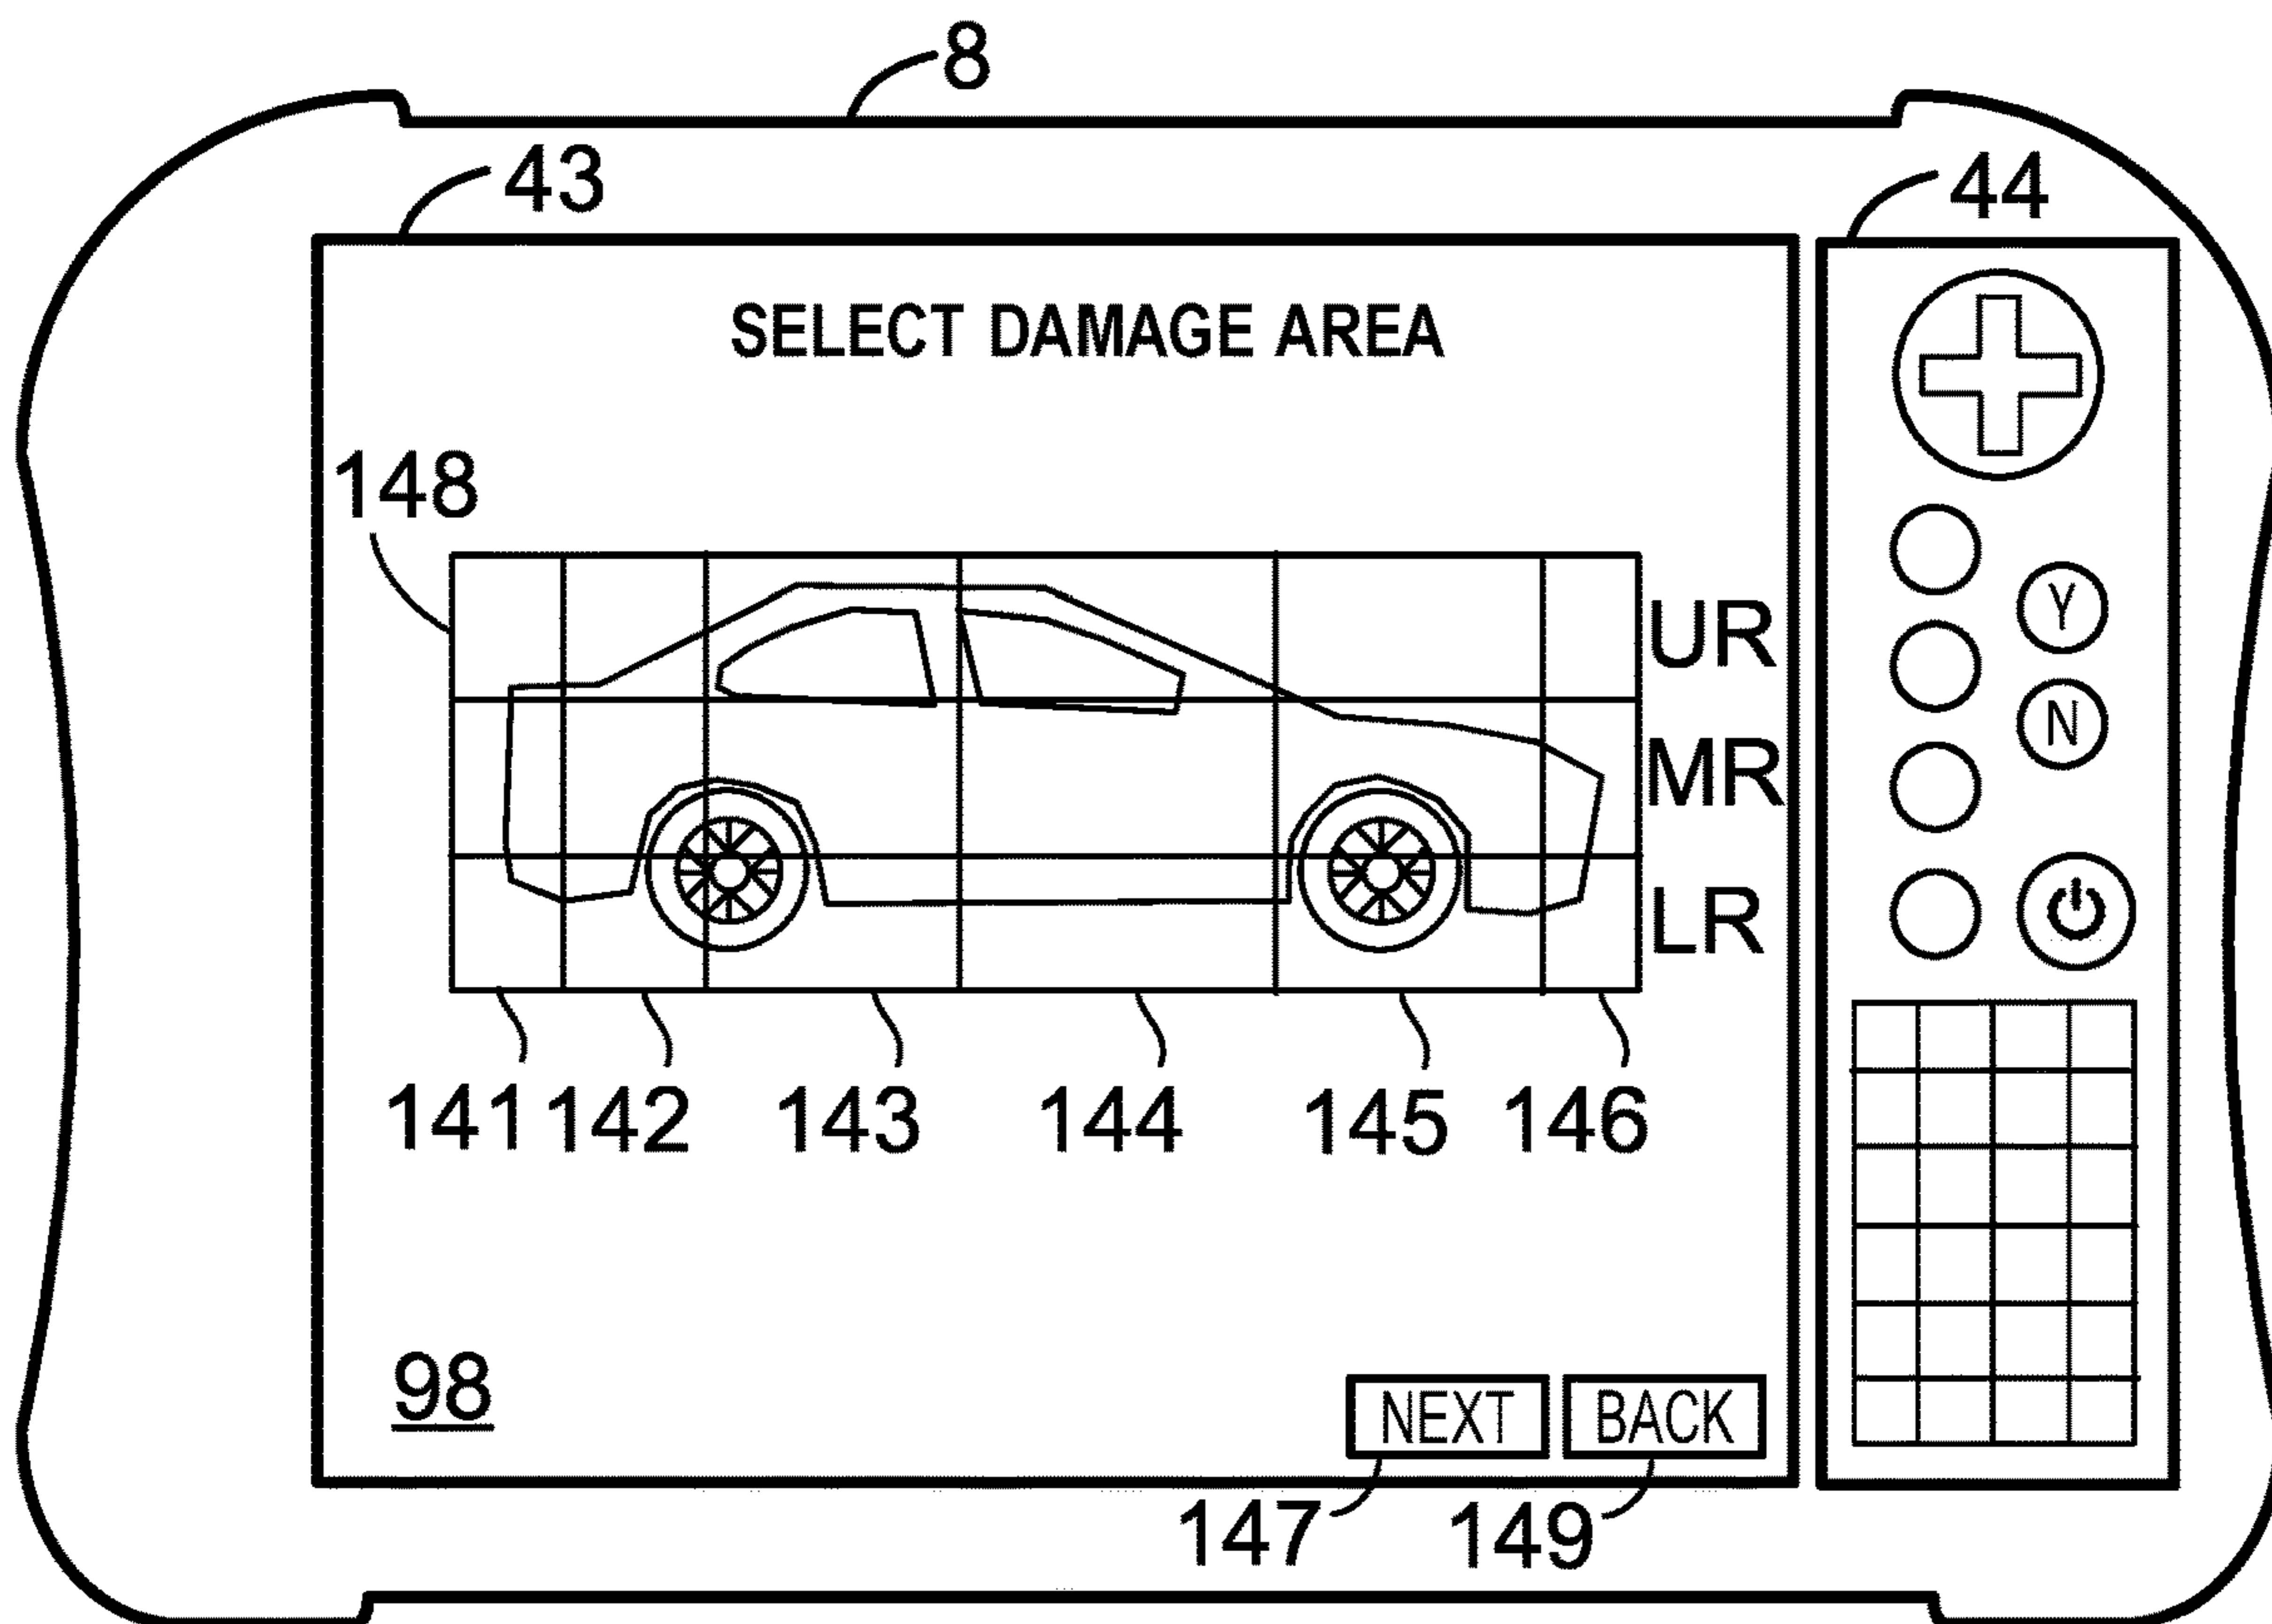 8
43
44
SELECT DAMAGE AREA
148
UR
Y
MR
N
LR
141 142 143 144 145 146
98
NEXT BACK
147 149